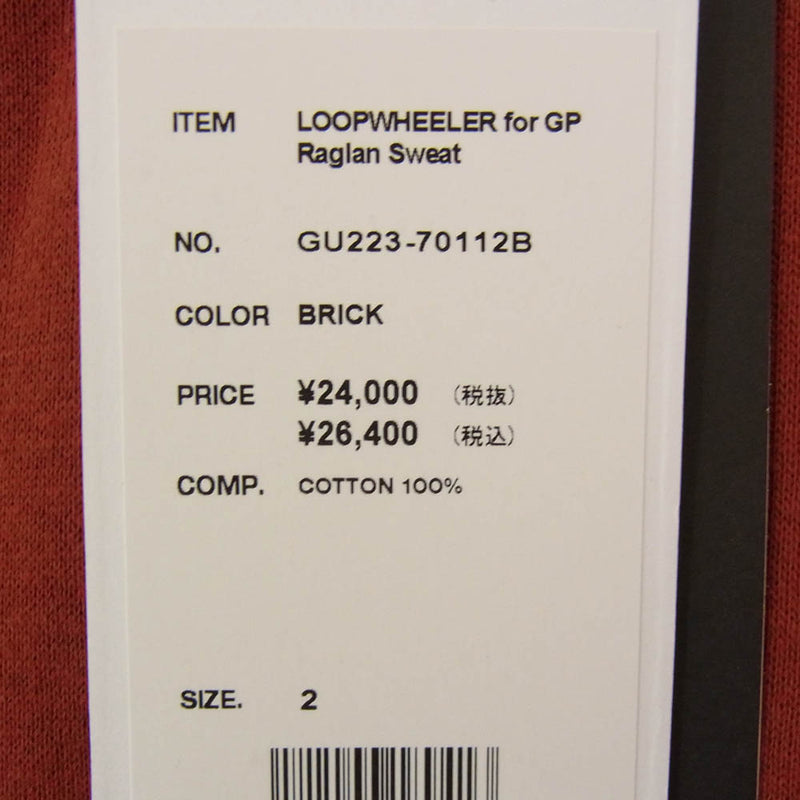 ITEM LOOPWHEELER for GP
Raglan Sweat
NO. GU223-70112B
COLOR BRICK
PRICE ¥24,000 (税抜)
¥26,400 (税込)
COMP. COTTON 100%
SIZE. 2